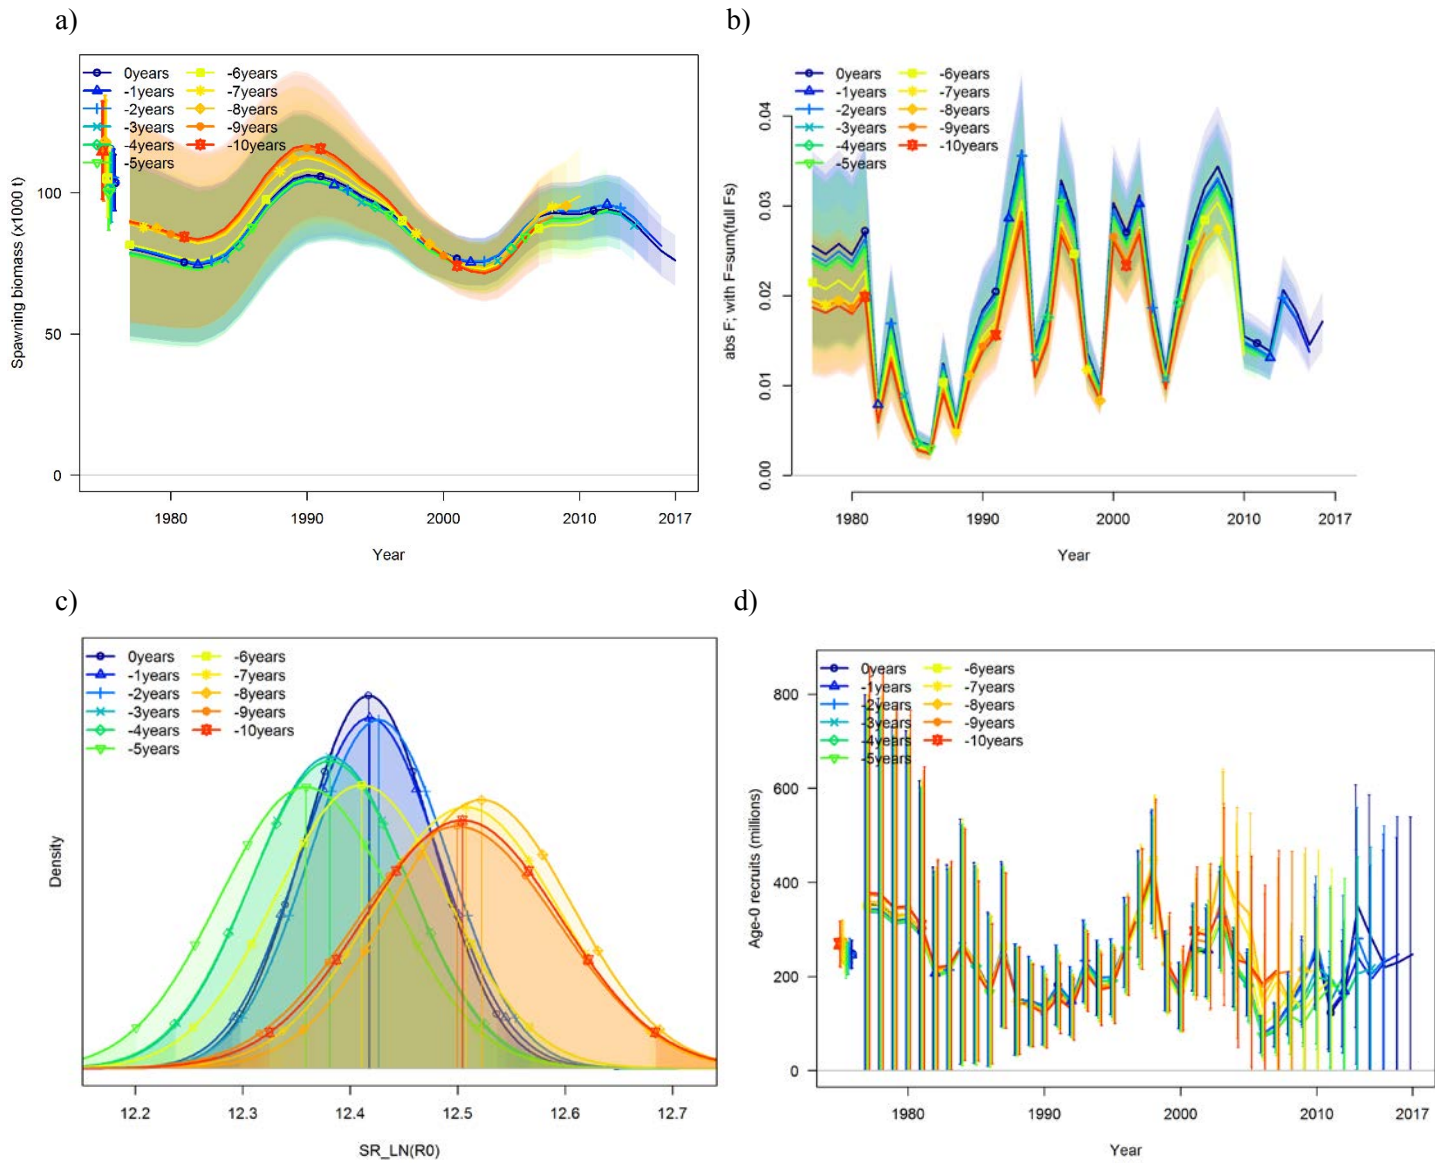 a)
0years
-1years
-2years
-3years
-4years
-5years
-6years
-7years
-8years
-9years
-10years
Spawning biomass (x1000 t)
100
50
0
1980
1990
2000
2010
2017
Year
b)
0years
-1years
-2years
-3years
-4years
-5years
-6years
-7years
-8years
-9years
-10years
abs F; with F=sum(full Fs)
0.04
0.03
0.02
0.01
0.00
1980
1990
2000
2010
2017
Year
c)
0years
-1years
-2years
-3years
-4years
-5years
-6years
-7years
-8years
-9years
-10years
Density
12.2
12.3
12.4
12.5
12.6
12.7
SR_LN(R0)
d)
0years
-1years
-2years
-3years
-4years
-5years
-6years
-7years
-8years
-9years
-10years
Age-0 recruits (millions)
800
600
400
200
0
1980
1990
2000
2010
2017
Year